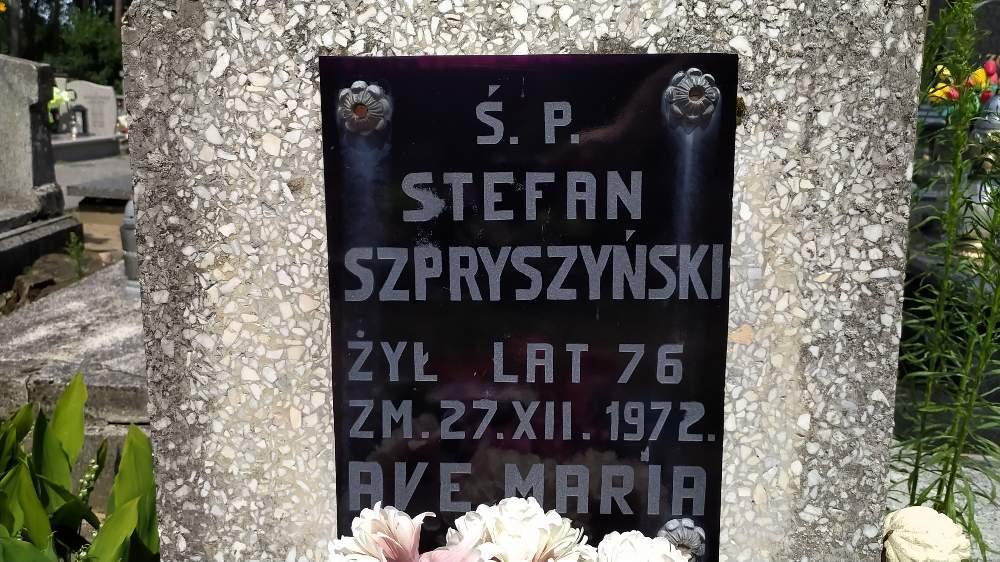 Ś. P.
STEFAN
SZPRYSZYŃSKI
ŻYŁ LAT 76
ZM. 27. XII. 1972.
AVE MARIA